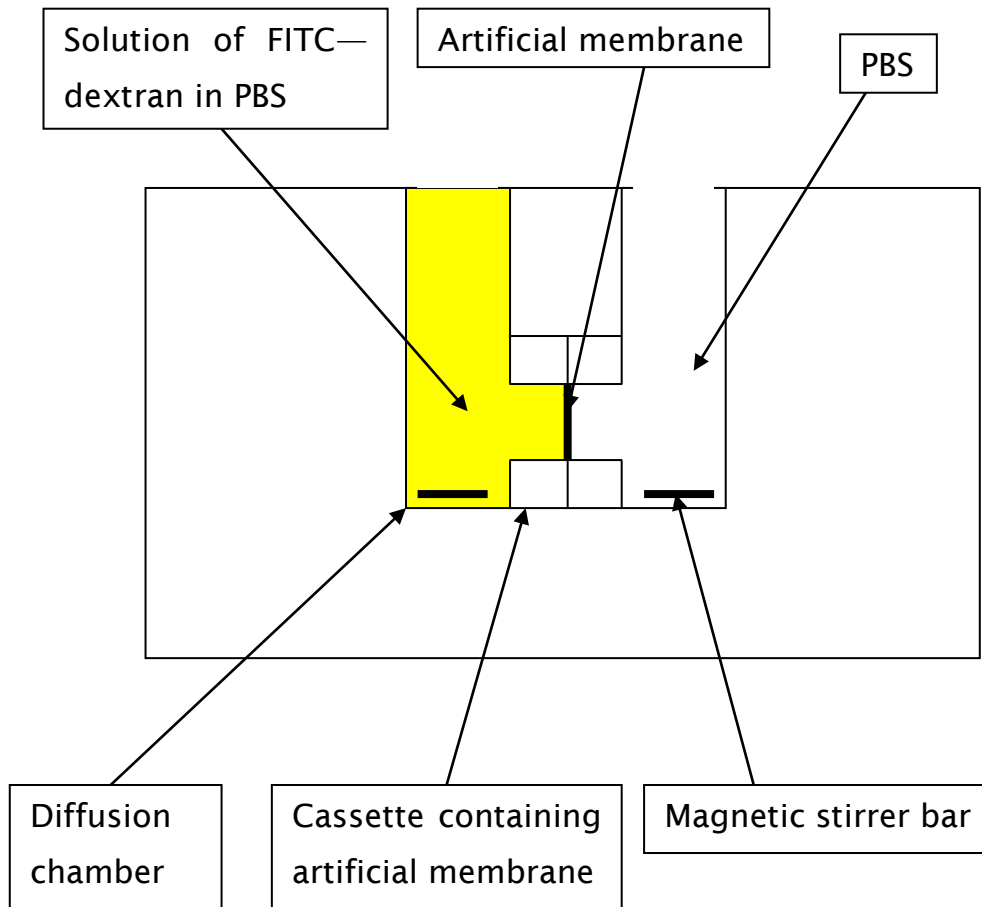 Solution of FITC—
dextran in PBS
Artificial membrane
PBS
Diffusion
chamber
Cassette containing
artificial membrane
Magnetic stirrer bar